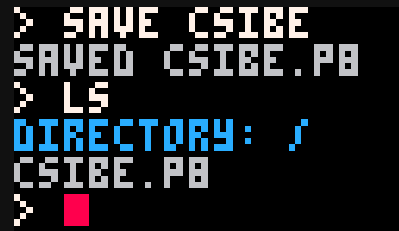 > SAVE CSIBE
SAVED CSIBE.P8
> LS
DIRECTORY: /
CSIBE.P8
>